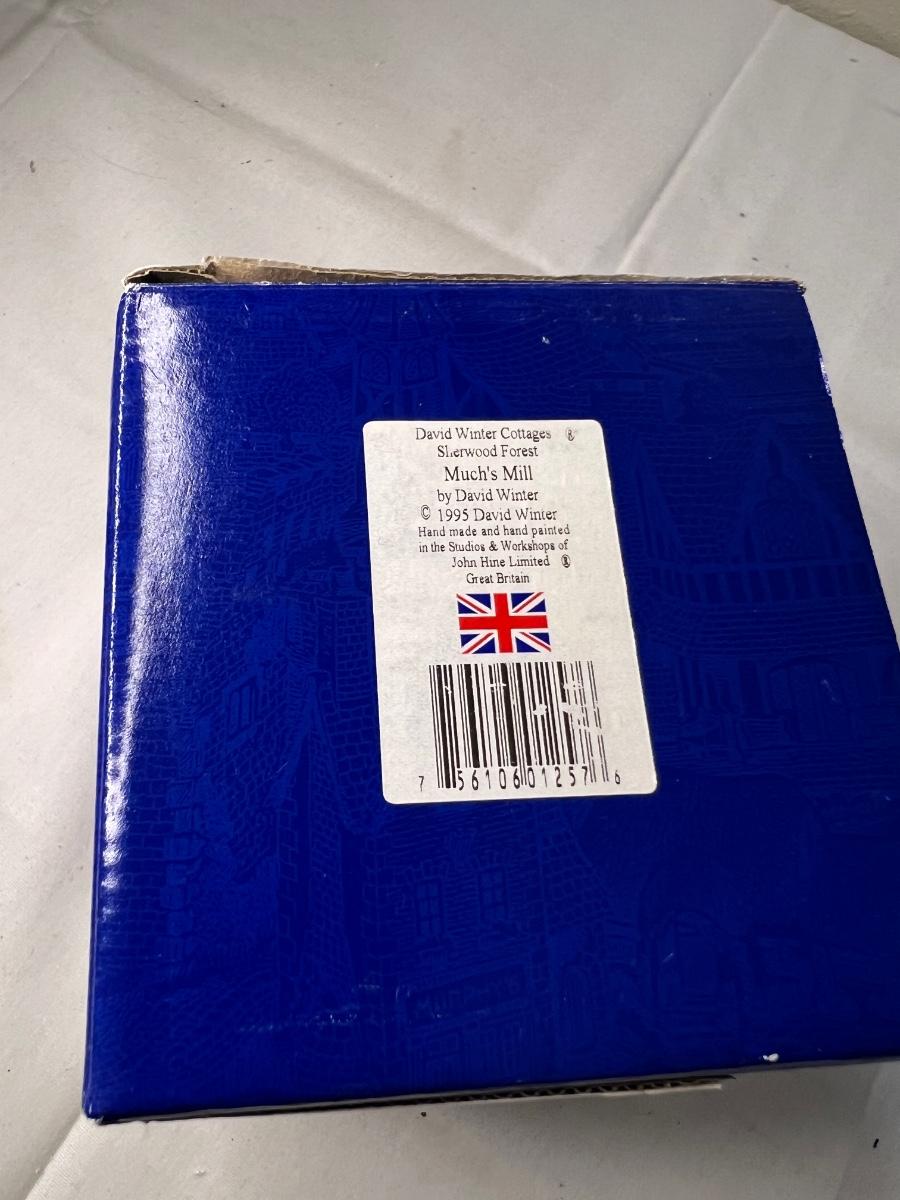 David Winter Cottages ®
Sherwood Forest
Much's Mill
by David Winter
© 1995 David Winter
Hand made and hand painted
in the Studios & Workshops of
John Hine Limited ®
Great Britain
7 56106 01257 6